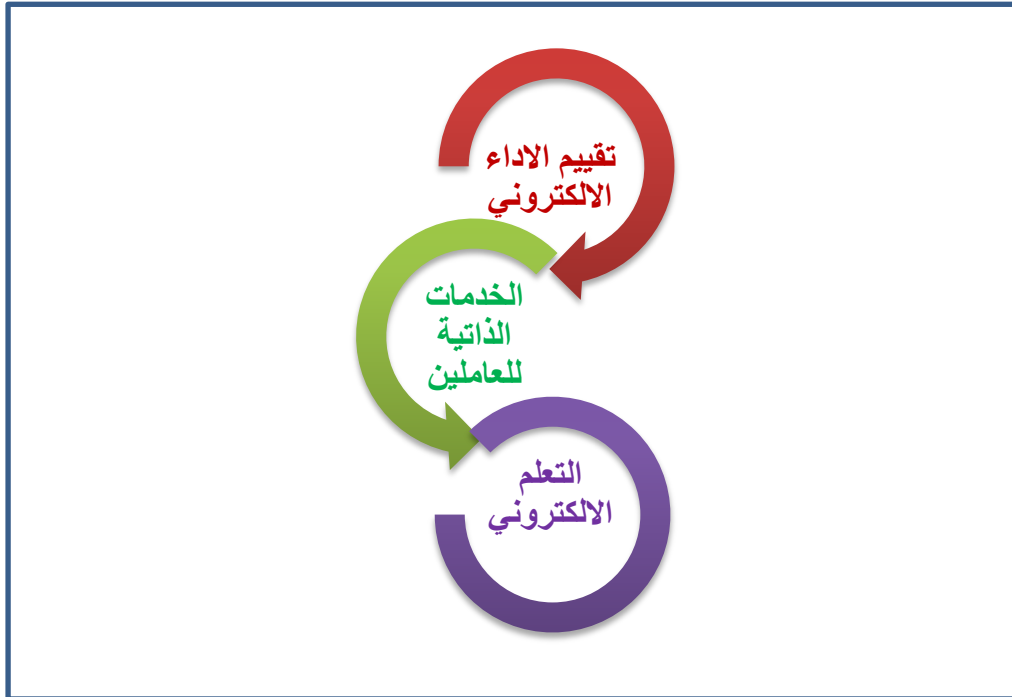 تقييم الاداء
الالكتروني
الخدمات
الذاتية
للعاملين
التعلم
الالكتروني